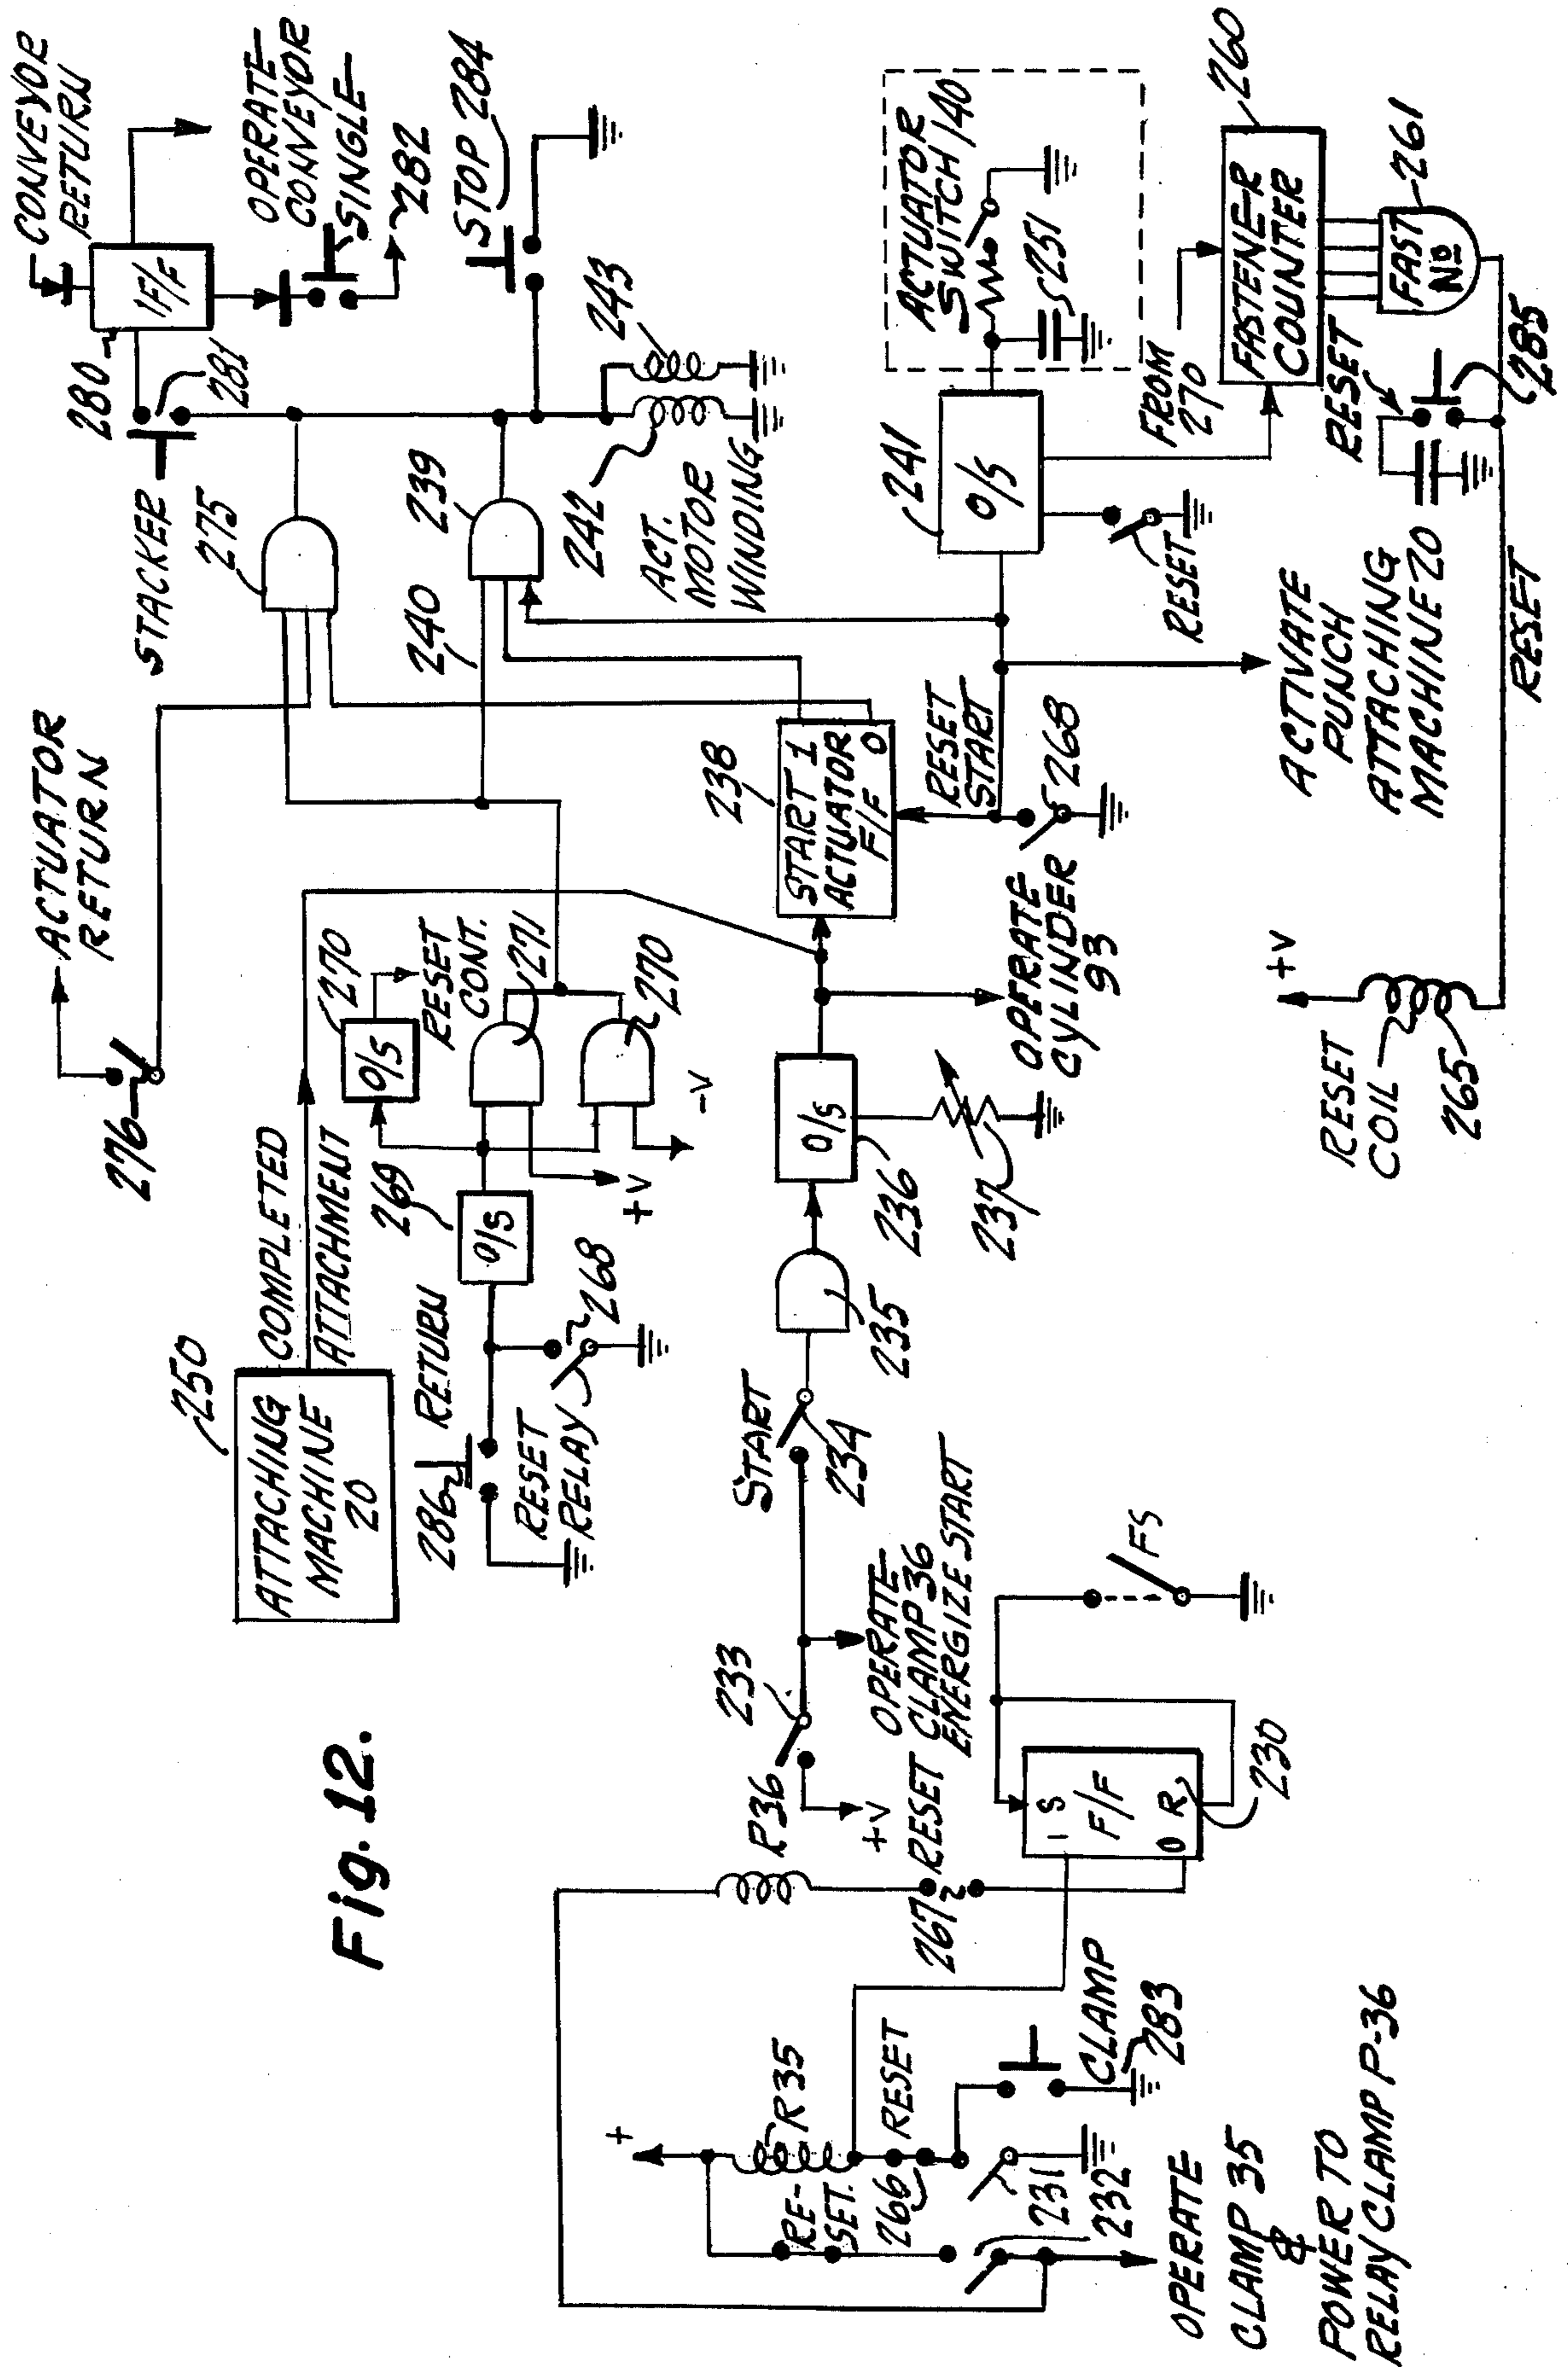 Fig. 12.
CONVEYOR
RETURN
1F/F
280
281
STACKER
OPERATE
CONVEYOR
SINGLE
282
STOP
284
275
239
240
242
243
ACT.
MOTOR
WINDING
ACTUATOR
RETURN
276
250
ATTACHING
MACHINE
20
COMPLETED
ATTACHMENT
270
O/S
RESET
CONT.
271
270
269
O/S
+V
-V
286
RETURN
RESET
RELAY
268
238
START 1
ACTUATOR
F/F 0
RESET
START
268
241
O/S
RESET
ACTUATOR
SWITCH 140
251
FROM
270
FASTENER
COUNTER
260
FAST
No
261
RESET
285
RESET
ACTIVATE
PUNCH
ATTACHING
MACHINE 20
OPERATE
CYLINDER
93
O/S
236
237
235
START
234
+V
RESET
COIL
265
233
R36
+V
OPERATE
CLAMP 36
ENERGIZE START
RESET
267
1 S
F/F
0 R
230
FS
+
R35
RE-
SET.
RESET
266
231
232
CLAMP
283
OPERATE
CLAMP 35
&
POWER TO
RELAY CLAMP P-36